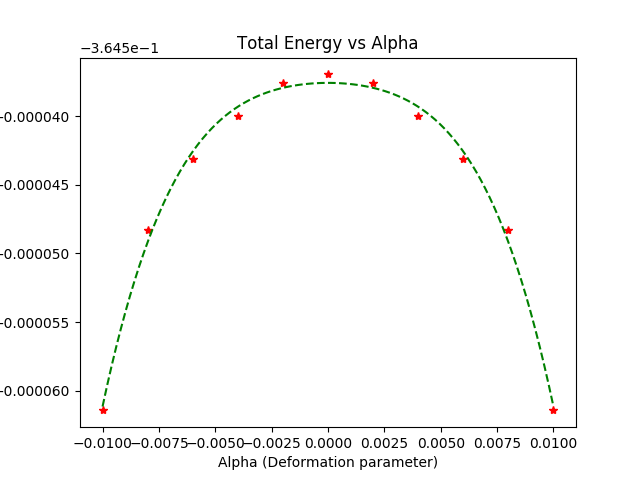 Total Energy vs Alpha
−3.645e−1
-0.000040
-0.000045
-0.000050
-0.000055
-0.000060
−0.0100 −0.0075 −0.0050 −0.0025 0.0000 0.0025 0.0050 0.0075 0.0100
Alpha (Deformation parameter)